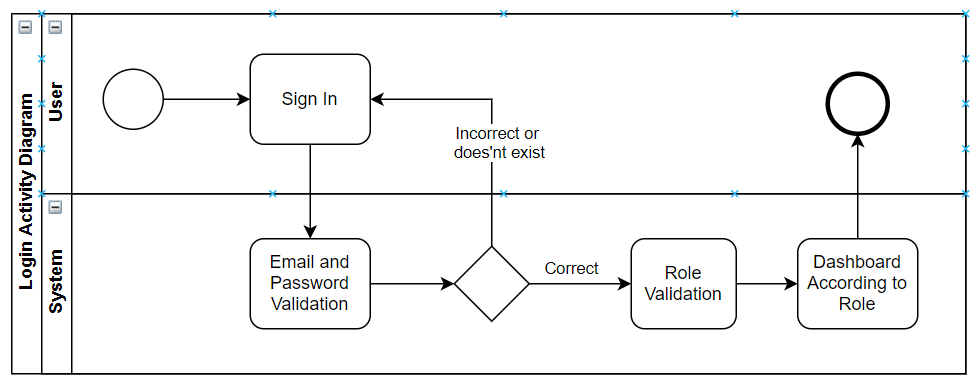 Login Activity Diagram
User
Sign In
Incorrect or
does'nt exist
System
Email and
Password
Validation
Correct
Role
Validation
Dashboard
According to
Role